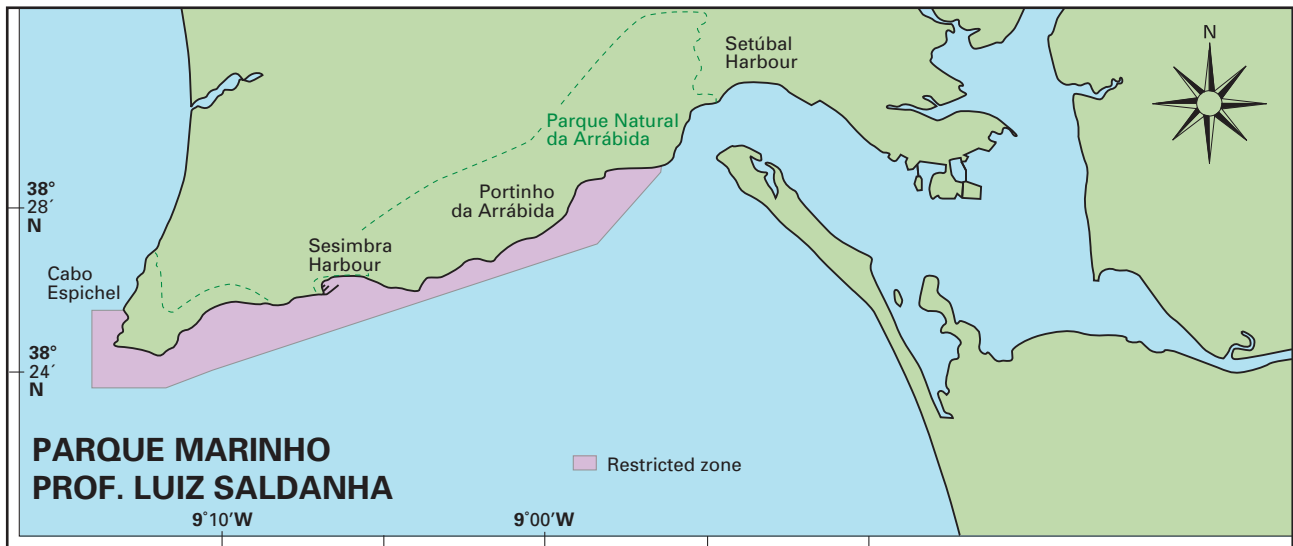 N
Setúbal
Harbour
Parque Natural
da Arrábida
38°
28´
N
Portinho
da Arrábida
Sesimbra
Harbour
Cabo
Espichel
38°
24´
N
PARQUE MARINHO
PROF. LUIZ SALDANHA
Restricted zone
9°10'W
9°00'W